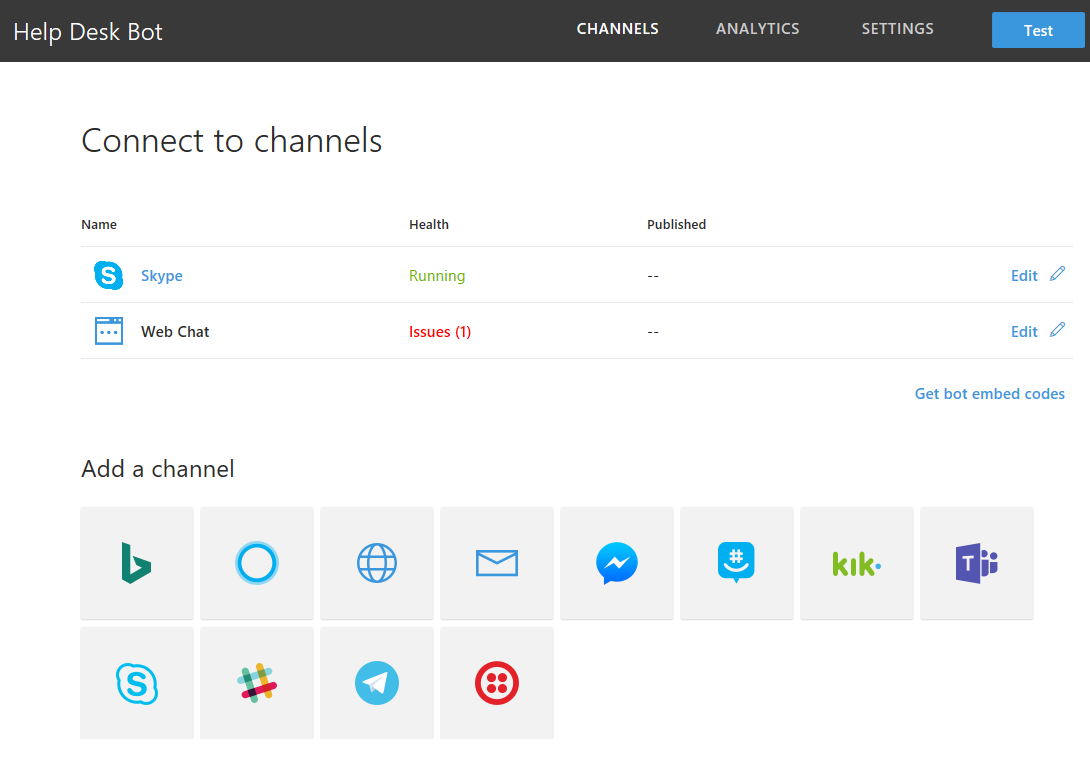 Help Desk Bot CHANNELS ANALYTICS SETTINGS Test
Connect to channels
Name Health Published
Skype Running -- Edit
Web Chat Issues (1) -- Edit
Get bot embed codes
Add a channel
# kik. T
S